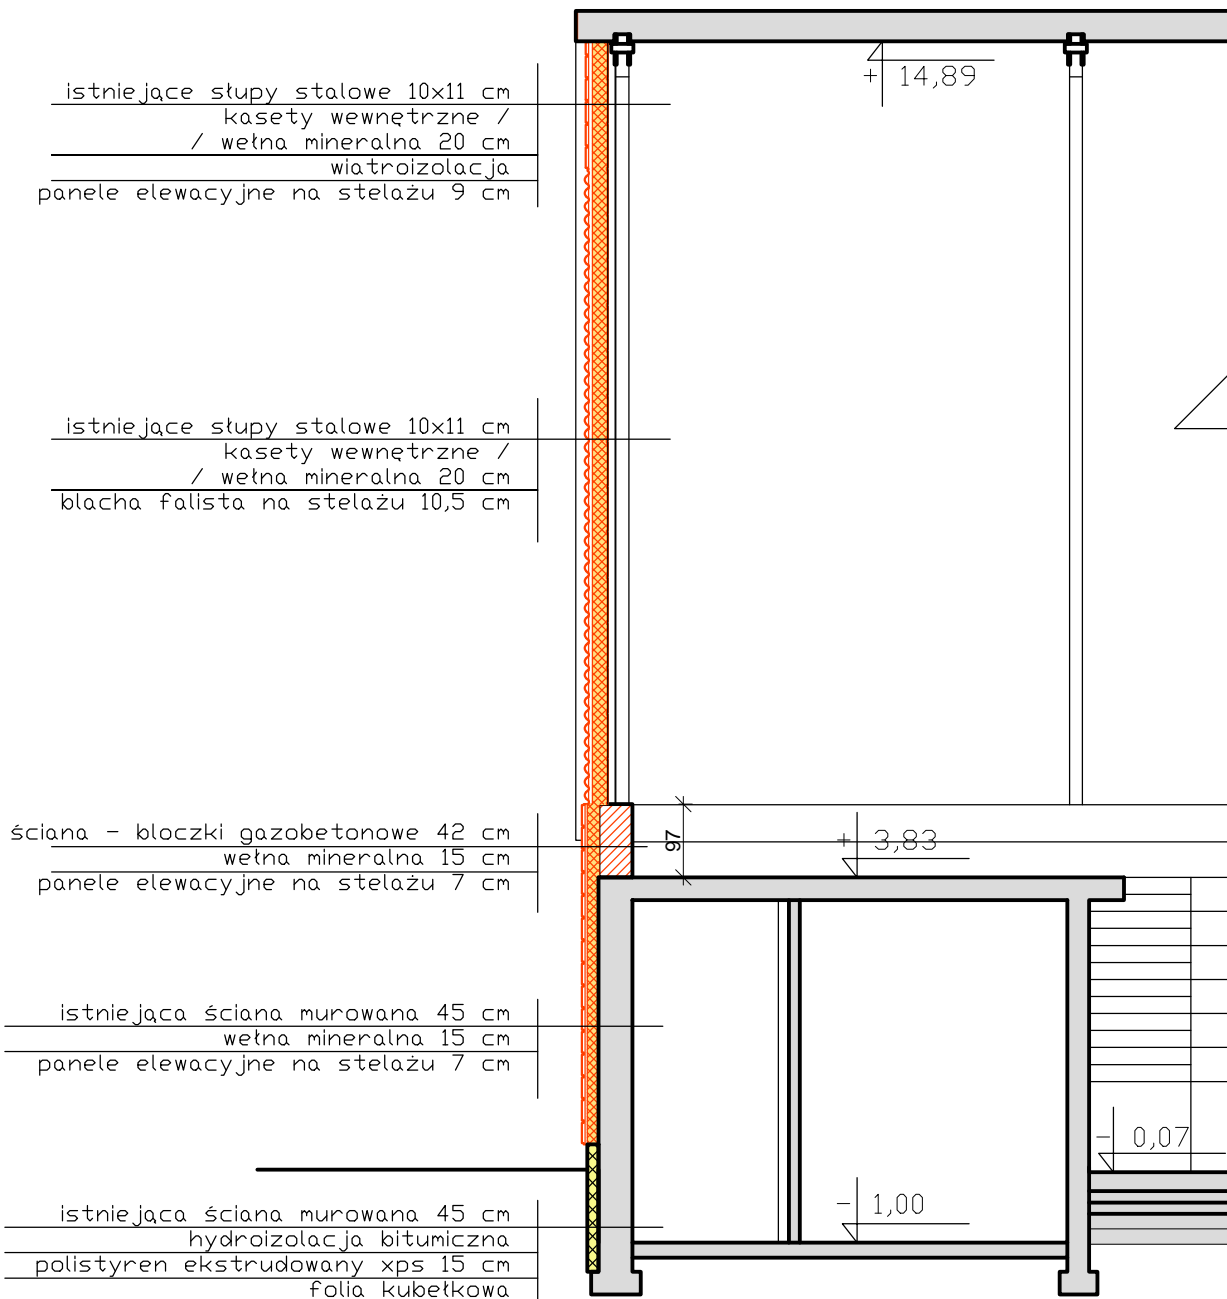 istniejące słupy stalowe 10x11 cm
kasety wewnętrzne /
/ wełna mineralna 20 cm
wiatroizolacja
panele elewacyjne na stelażu 9 cm
+ 14,89
istniejące słupy stalowe 10x11 cm
kasety wewnętrzne /
/ wełna mineralna 20 cm
blacha falista na stelażu 10,5 cm
ściana - bloczki gazobetonowe 42 cm
wełna mineralna 15 cm
panele elewacyjne na stelażu 7 cm
97
+ 3,83
istniejąca ściana murowana 45 cm
wełna mineralna 15 cm
panele elewacyjne na stelażu 7 cm
- 0,07
- 1,00
istniejąca ściana murowana 45 cm
hydroizolacja bitumiczna
polistyren ekstrudowany xps 15 cm
folia kubełkowa